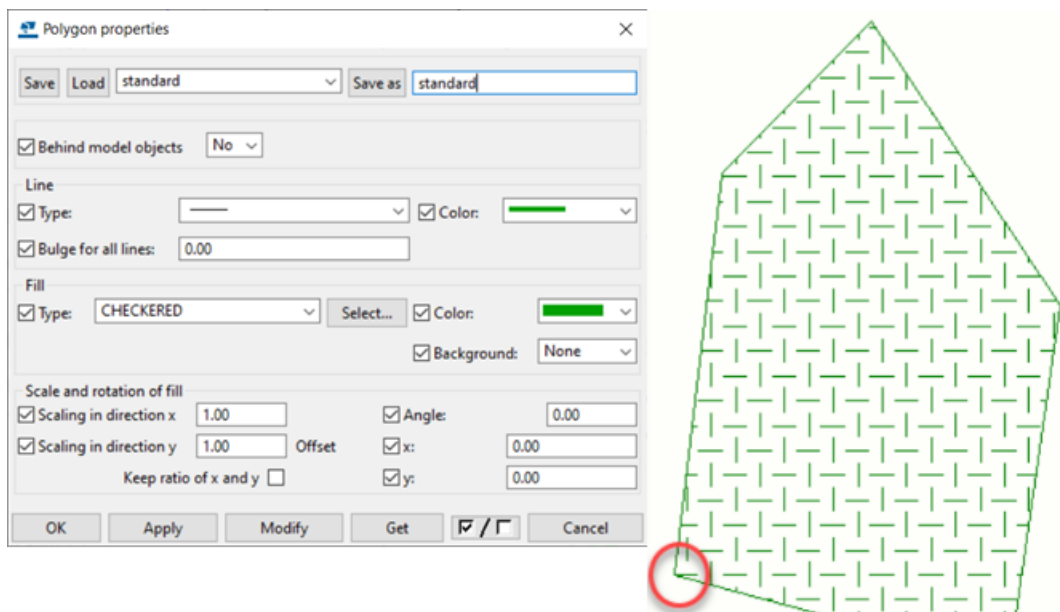 Polygon properties
Save Load standard Save as standard
Behind model objects No
Line
Type: Color:
Bulge for all lines: 0.00
Fill
Type: CHECKERED Select... Color:
Background: None
Scale and rotation of fill
Scaling in direction x 1.00 Angle: 0.00
Scaling in direction y 1.00 Offset x: 0.00
Keep ratio of x and y y: 0.00
OK Apply Modify Get / Cancel